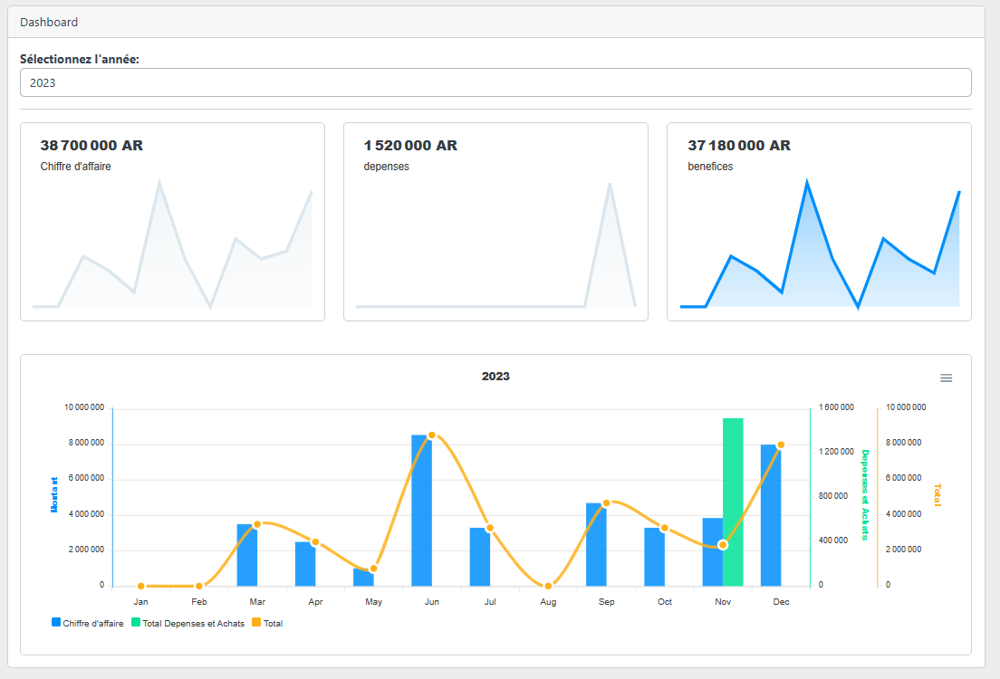 Dashboard
Sélectionnez l'année:
2023
38 700 000 AR
Chiffre d'affaire
1 520 000 AR
depenses
37 180 000 AR
benefices
2023
10 000 000
8 000 000
6 000 000
4 000 000
2 000 000
0
Montant
1 600 000
1 200 000
800 000
400 000
0
Depenses et Achats
10 000 000
8 000 000
6 000 000
4 000 000
2 000 000
0
Total
Jan Feb Mar Apr May Jun Jul Aug Sep Oct Nov Dec
Chiffre d'affaire Total Depenses et Achats Total